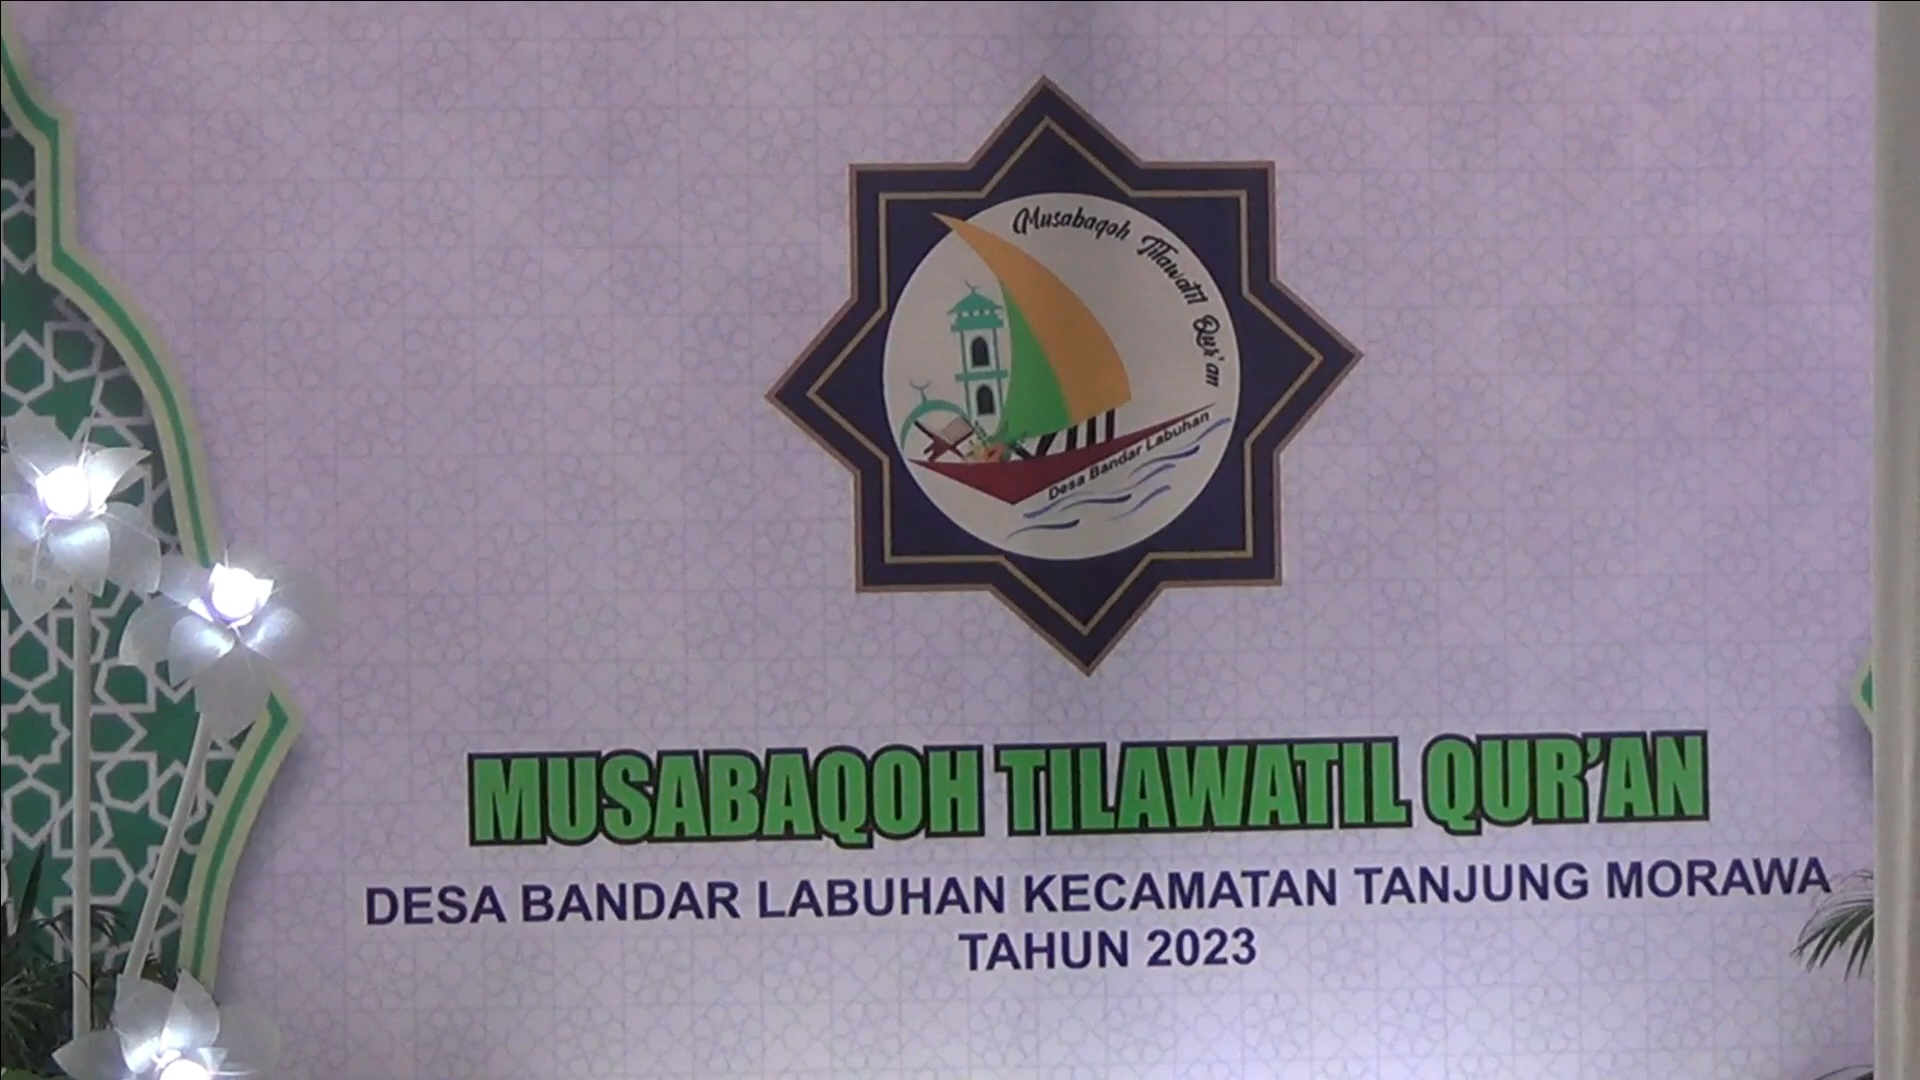 Musabaqoh Tilawatil Qur'an
Desa Bandar Labuhan
MUSABAQOH TILAWATIL QUR'AN
DESA BANDAR LABUHAN KECAMATAN TANJUNG MORAWA
TAHUN 2023